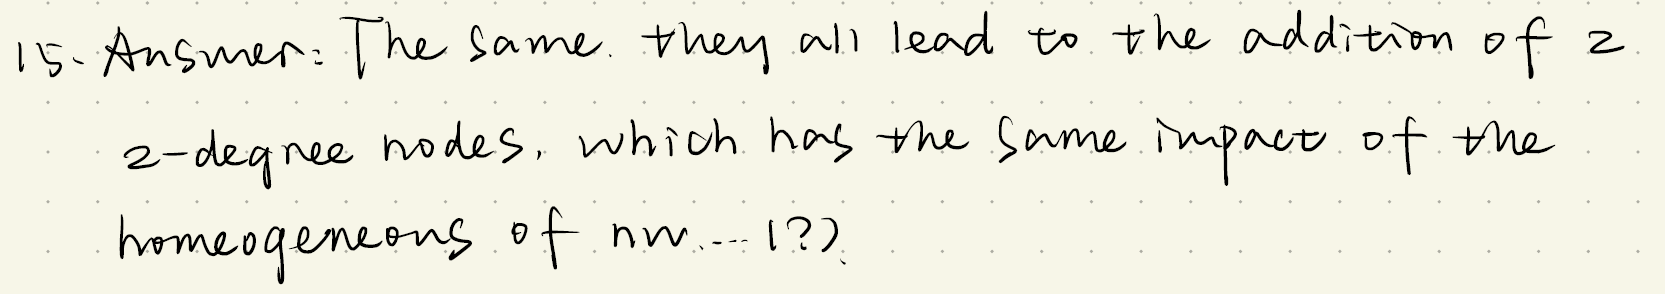 15. Answer: The same. they all lead to the addition of 2
2-degree nodes, which has the same impact of the
homeogeneous of nw.... (??)